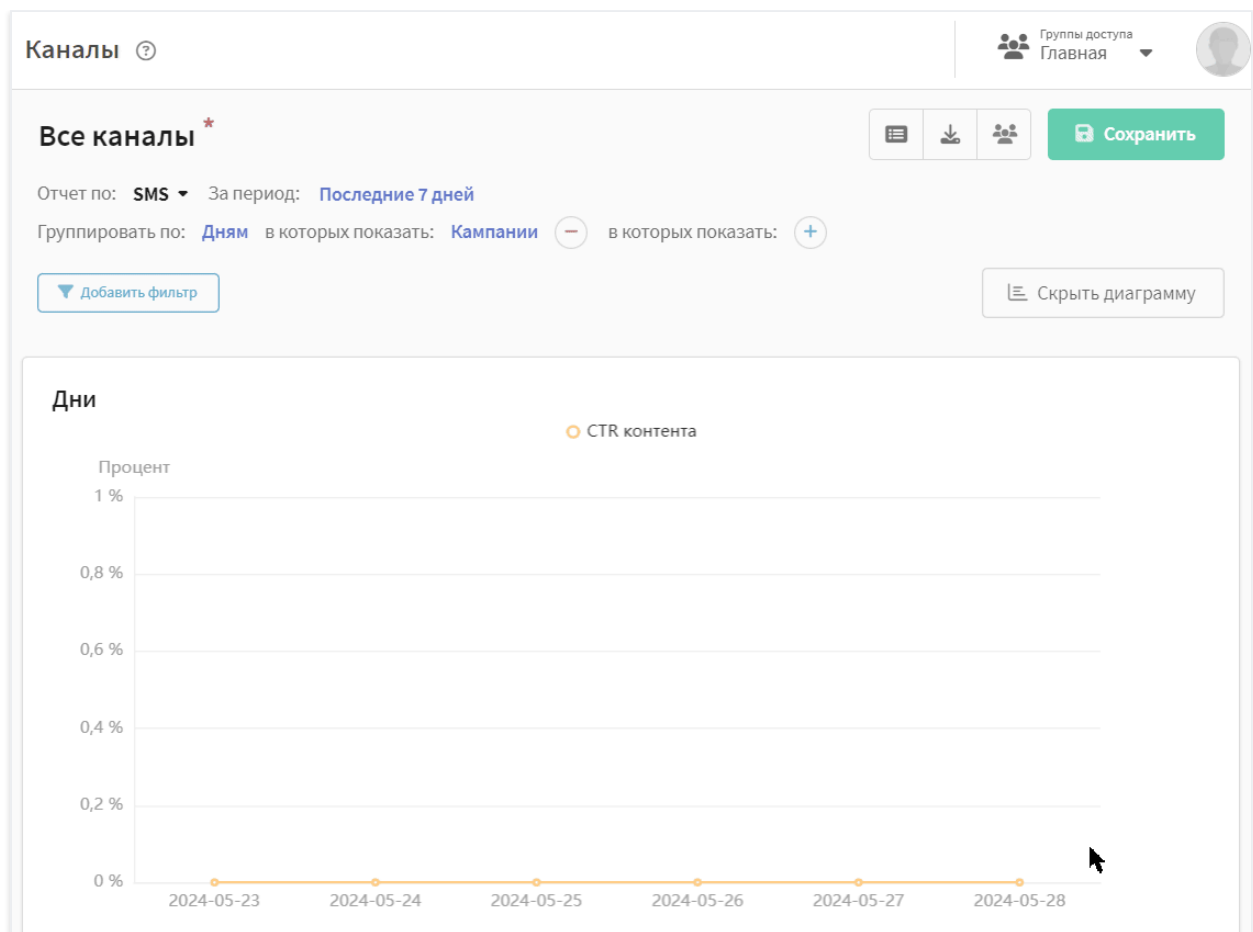 Каналы ?
Группы доступа
Главная
Все каналы *
Сохранить
Отчет по: SMS За период: Последние 7 дней
Группировать по: Дням в которых показать: Кампании − в которых показать: +
Добавить фильтр
Скрыть диаграмму
Дни
CTR контента
Процент
1 %
0,8 %
0,6 %
0,4 %
0,2 %
0 %
2024-05-23 2024-05-24 2024-05-25 2024-05-26 2024-05-27 2024-05-28